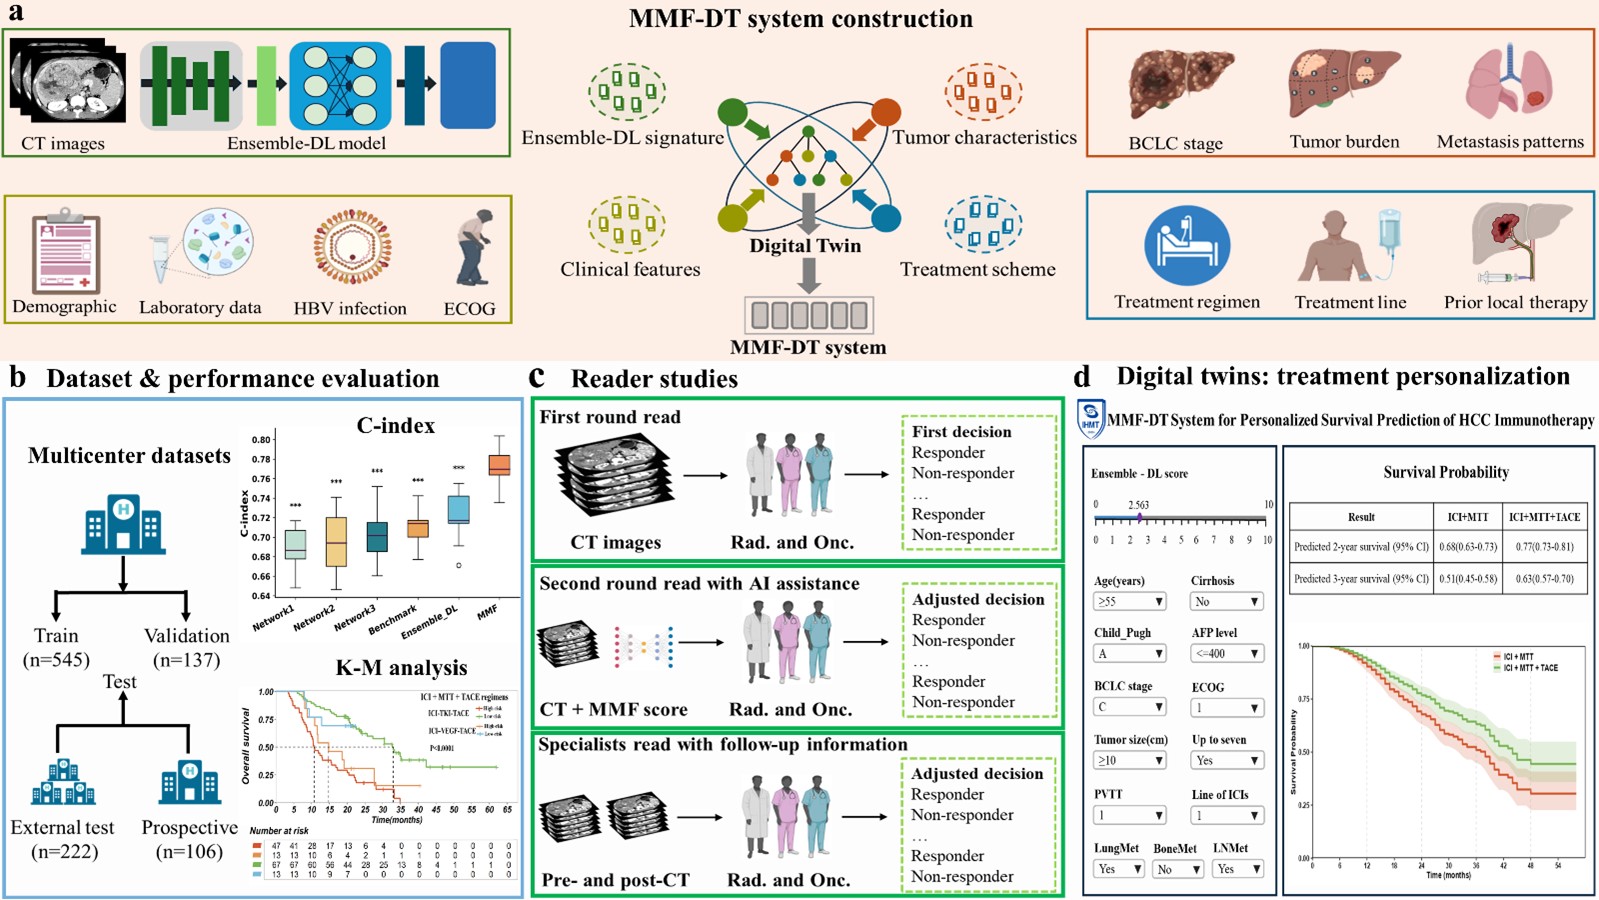 a
MMF-DT system construction
CT images
Ensemble-DL model
Demographic
Laboratory data
HBV infection
ECOG
Ensemble-DL signature
Tumor characteristics
Clinical features
Treatment scheme
Digital Twin
MMF-DT system
BCLC stage
Tumor burden
Metastasis patterns
Treatment regimen
Treatment line
Prior local therapy
b Dataset & performance evaluation
Multicenter datasets
H
Train
(n=545)
Validation
(n=137)
Test
H
External test
(n=222)
H
Prospective
(n=106)
C-index
C-index
0.80
0.78
0.76
0.74
0.72
0.70
0.68
0.66
0.64
***
***
***
***
***
Network1
Network2
Network3
Benchmark
Ensemble_DL
MMF
K-M analysis
Overall survival
1.00
0.75
0.50
0.25
0.00
ICI + MTT + TACE regimens
ICI-TKI-TACE
High-risk
Low-risk
ICI-VEGF-TACE
High-risk
Low-risk
P<0.0001
0 5 10 15 20 25 30 35 40 45 50 55 60 65
Time(months)
Number at risk
47 41 28 17 13 6 4 0 0 0 0 0 0 0
13 13 10 6 4 2 1 1 1 0 0 0 0 0
67 67 60 56 44 28 25 13 8 4 1 1 1 0
13 13 10 9 7 0 0 0 0 0 0 0 0 0
c Reader studies
First round read
CT images
Rad. and Onc.
First decision
Responder
Non-responder
...
Responder
Non-responder
Second round read with AI assistance
CT + MMF score
Rad. and Onc.
Adjusted decision
Responder
Non-responder
...
Responder
Non-responder
Specialists read with follow-up information
Pre- and post-CT
Rad. and Onc.
Adjusted decision
Responder
Non-responder
...
Responder
Non-responder
d Digital twins: treatment personalization
IHMT
MMF-DT System for Personalized Survival Prediction of HCC Immunotherapy
Ensemble - DL score
0 2.563 10
0 1 2 3 4 5 6 7 8 9 10
Age(years)
≥55
Cirrhosis
No
Child_Pugh
A
AFP level
<=400
BCLC stage
C
ECOG
1
Tumor size(cm)
≥10
Up to seven
Yes
PVTT
1
Line of ICIs
1
LungMet
Yes
BoneMet
No
LNMet
Yes
Survival Probability
Result ICI+MTT ICI+MTT+TACE
Predicted 2-year survival (95% CI) 0.68(0.63-0.73) 0.77(0.73-0.81)
Predicted 3-year survival (95% CI) 0.51(0.45-0.58) 0.63(0.57-0.70)
Survival Probability
1.00
0.75
0.50
0.25
0.00
ICI + MTT
ICI + MTT + TACE
0 6 12 18 24 30 36 42 48 54
Time (months)